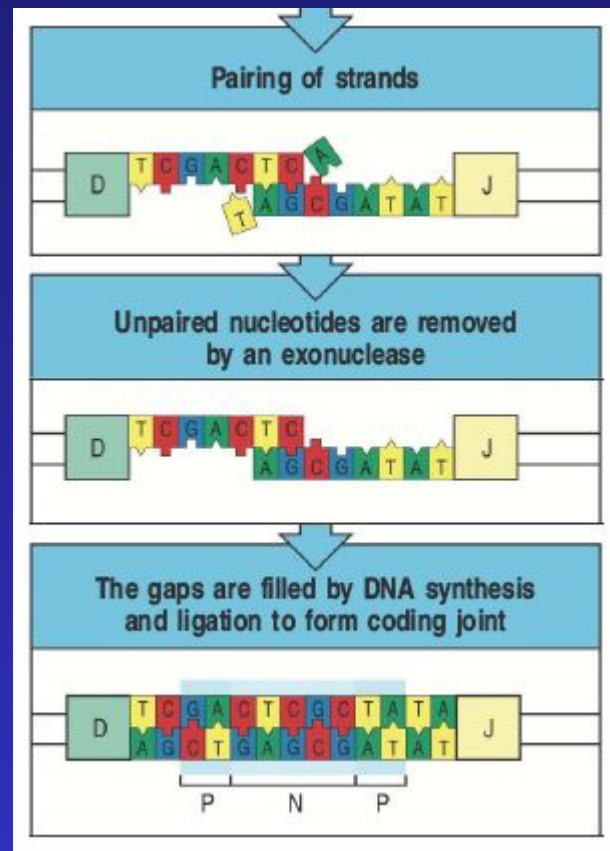 Pairing of strands
D T C G A C T C A J
T A G C G A T A T
Unpaired nucleotides are removed
by an exonuclease
D T C G A C T C J
A G C G A T A T
The gaps are filled by DNA synthesis
and ligation to form coding joint
D T C G A C T C G C T A T A J
A G C T G A G C G A T A T
P N P